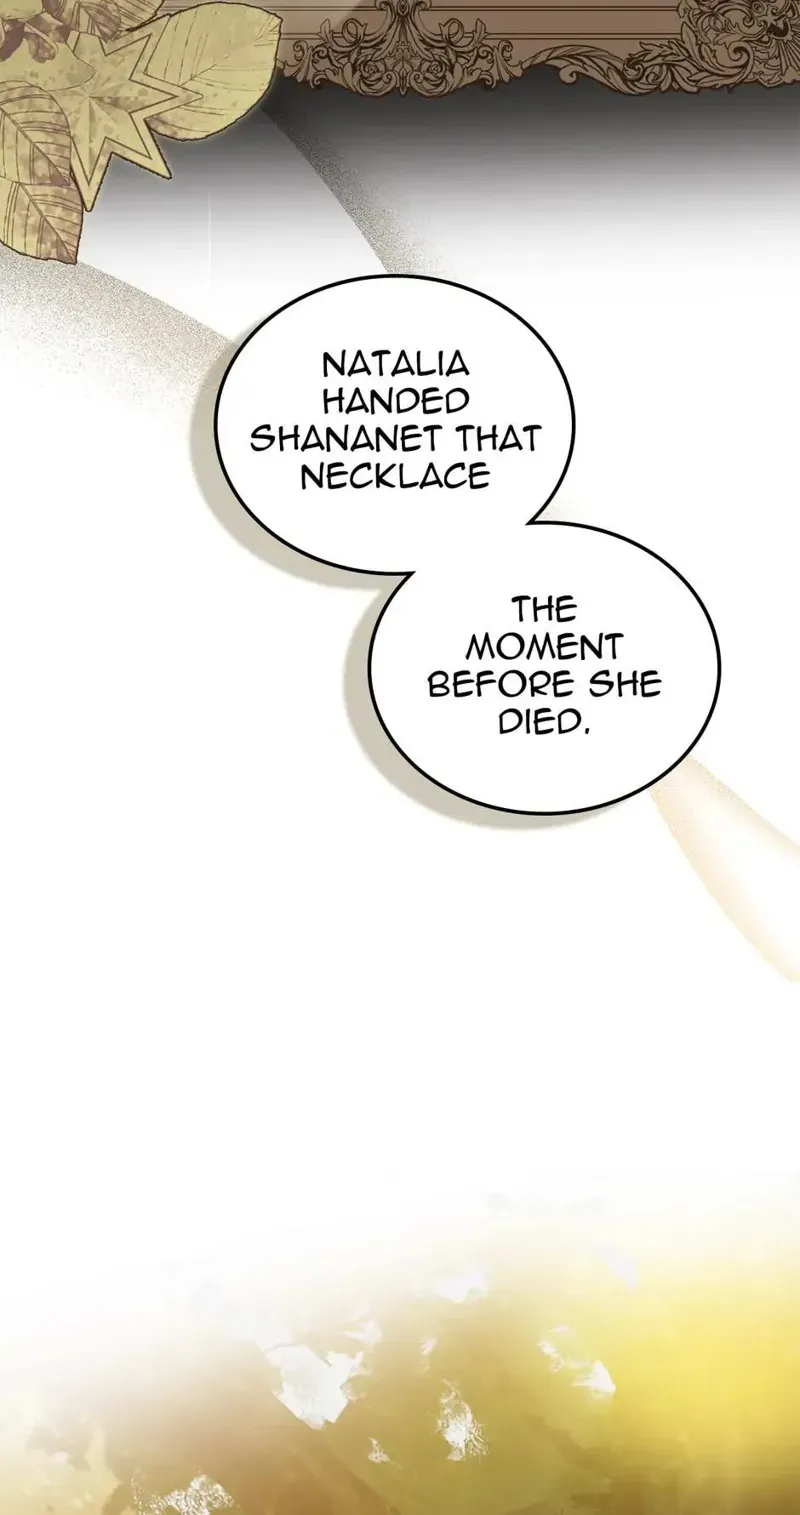 NATALIA
HANDED
SHANANET THAT
NECKLACE
THE
MOMENT
BEFORE SHE
DIED.